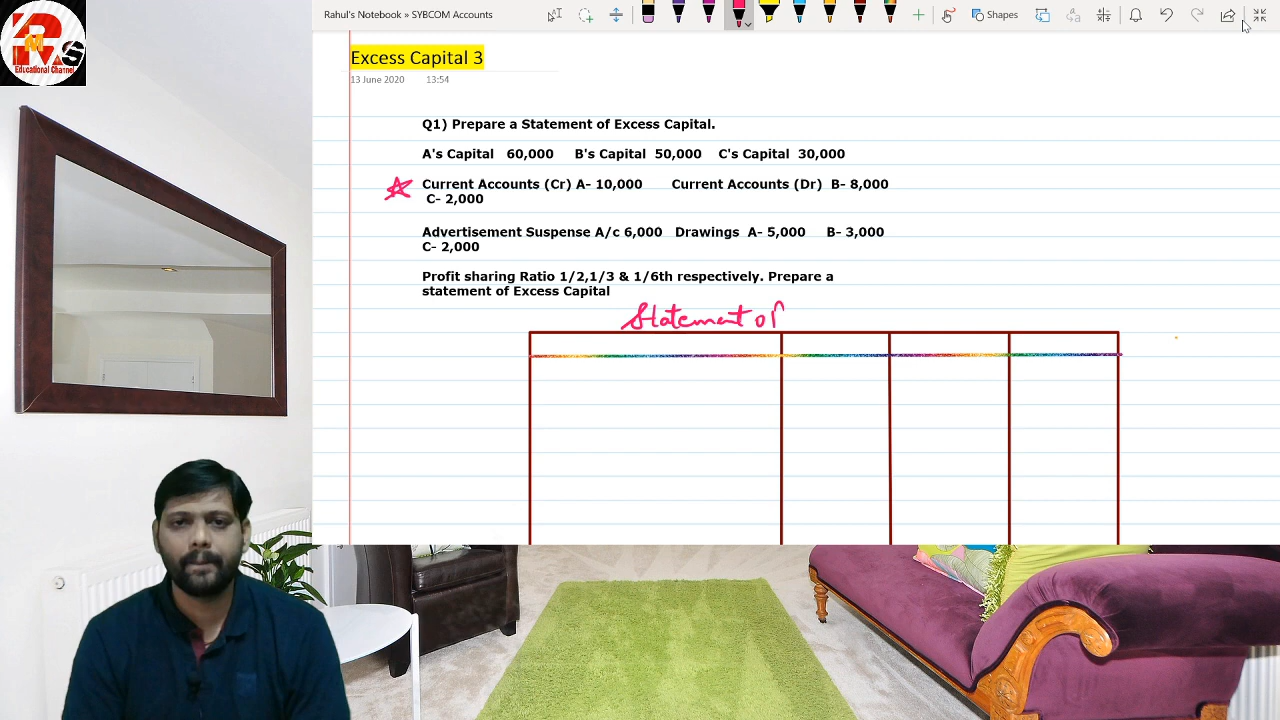 RMS
Educational Channel
Rahul's Notebook » SYBCOM Accounts
Shapes
Excess Capital 3
13 June 2020 13:54
Q1) Prepare a Statement of Excess Capital.
A's Capital 60,000 B's Capital 50,000 C's Capital 30,000
Current Accounts (Cr) A- 10,000 Current Accounts (Dr) B- 8,000
C- 2,000
Advertisement Suspense A/c 6,000 Drawings A- 5,000 B- 3,000
C- 2,000
Profit sharing Ratio 1/2,1/3 & 1/6th respectively. Prepare a
statement of Excess Capital
Statement of